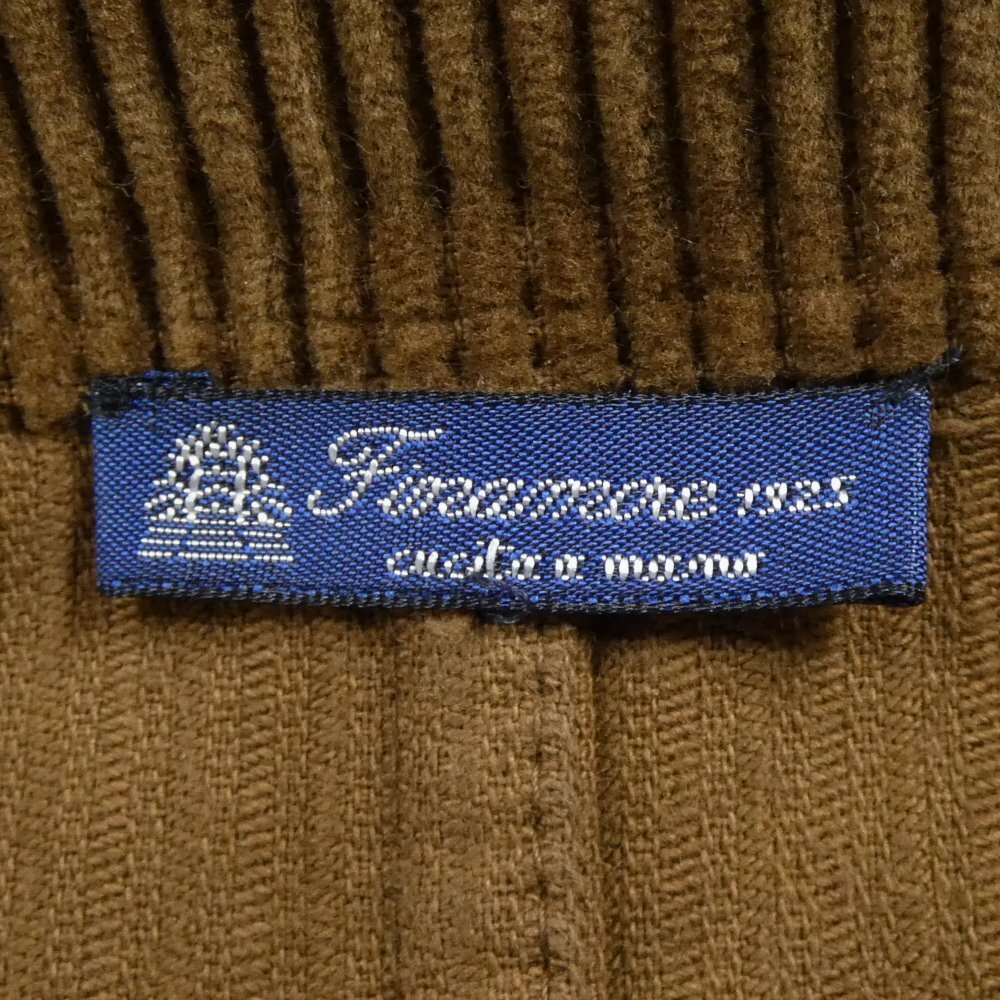 Finamore 1925
cucita a mano